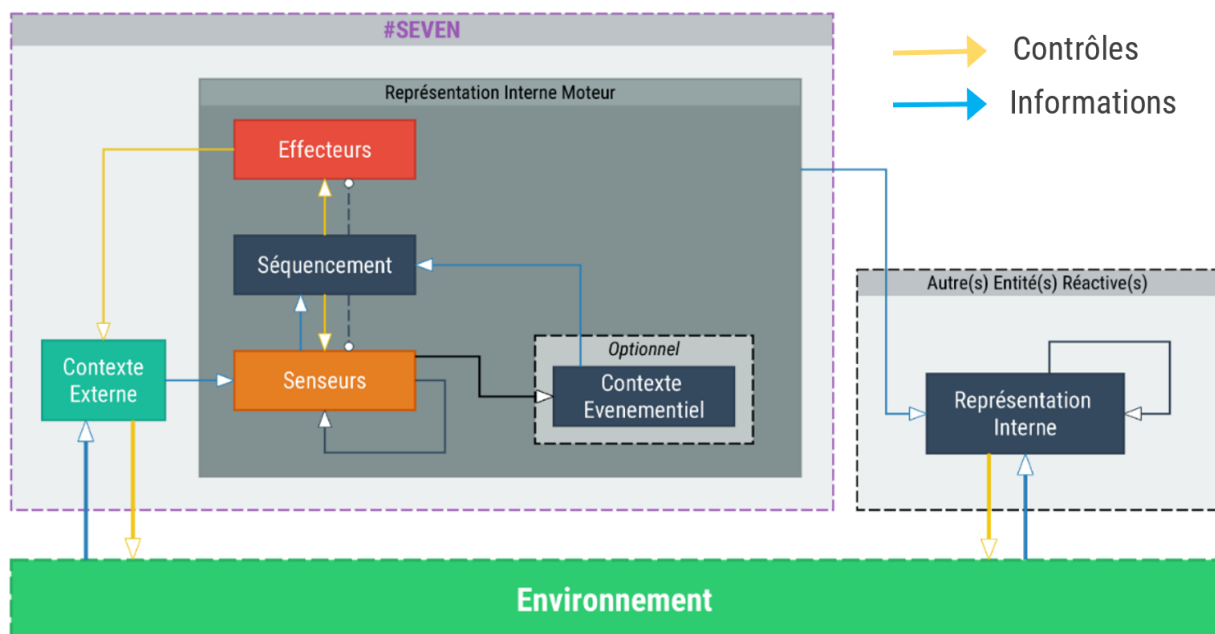 #SEVEN
Contrôles
Informations
Représentation Interne Moteur
Effecteurs
Séquencement
Autre(s) Entité(s) Réactive(s)
Optionnel
Contexte
Externe
Senseurs
Contexte
Evenementiel
Représentation
Interne
Environnement